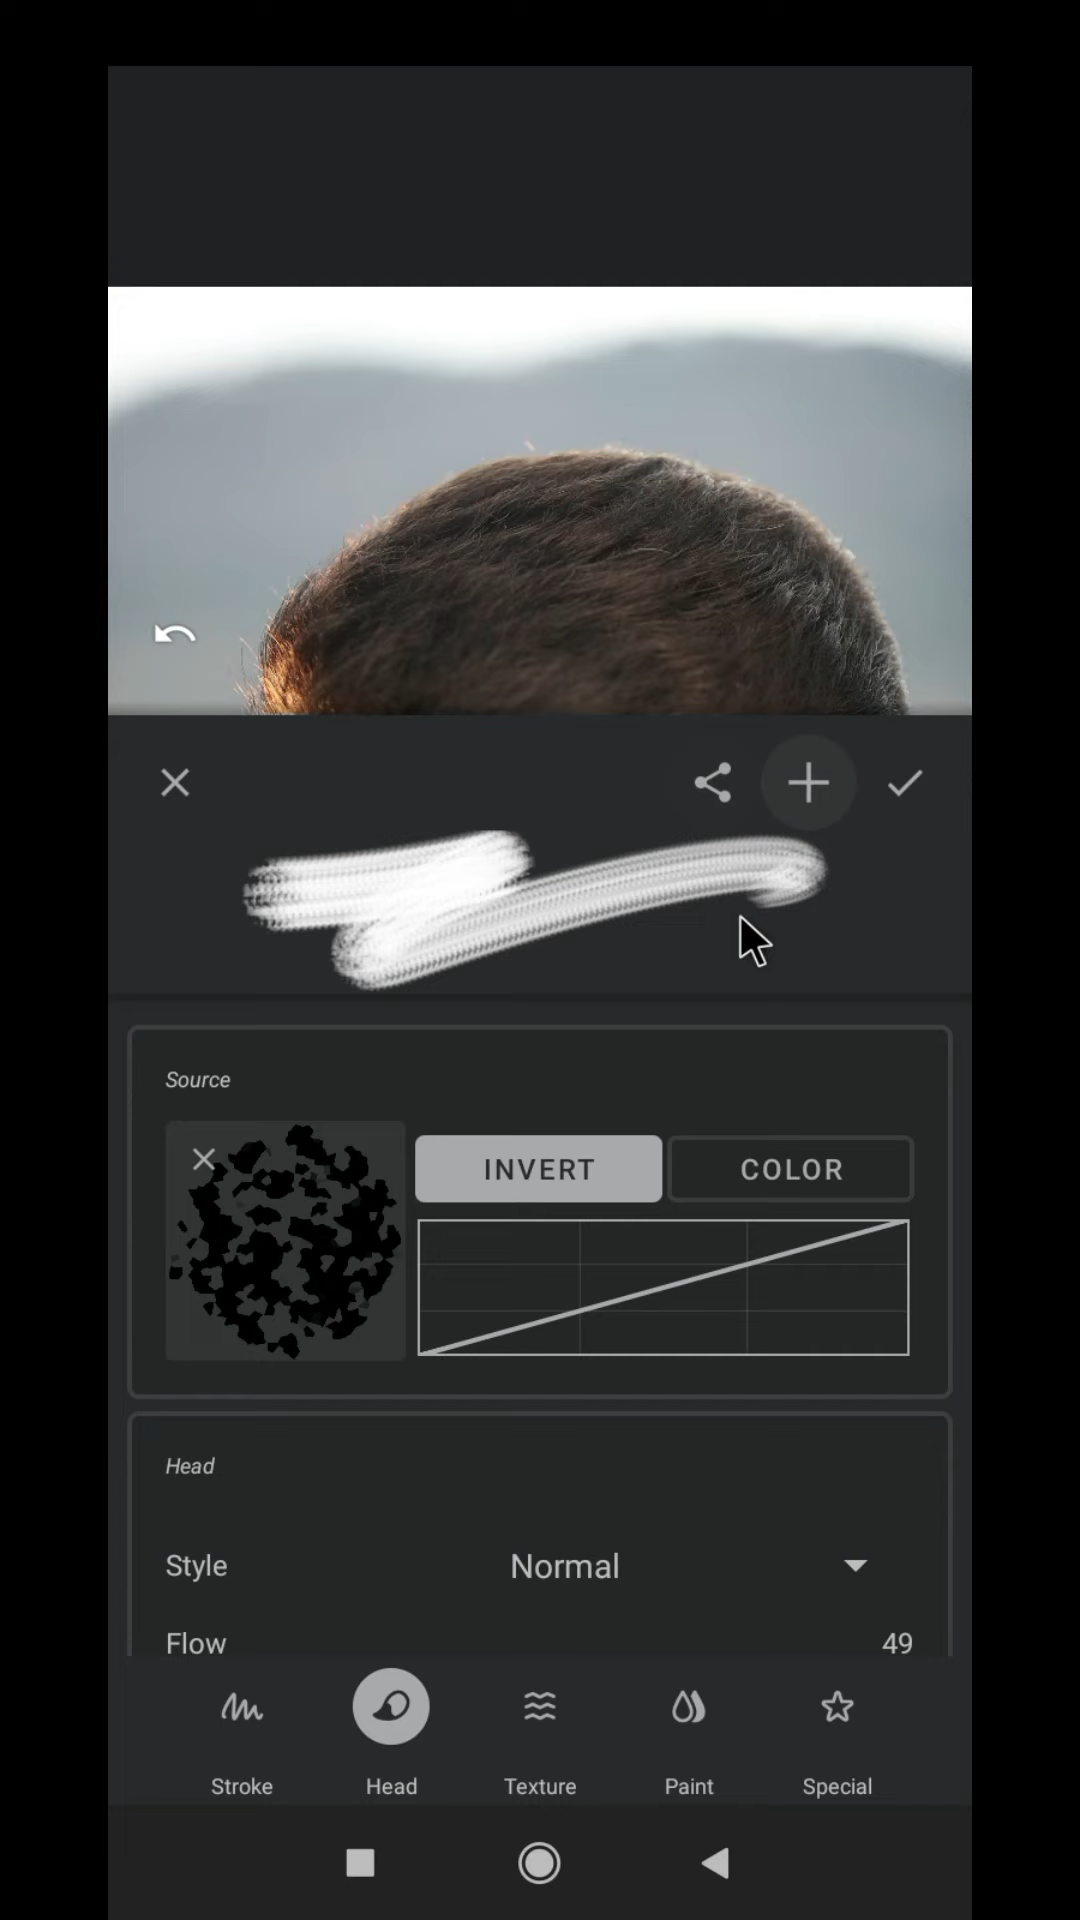 Source
INVERT
COLOR
Head
Style
Normal
Flow
49
Stroke
Head
Texture
Paint
Special